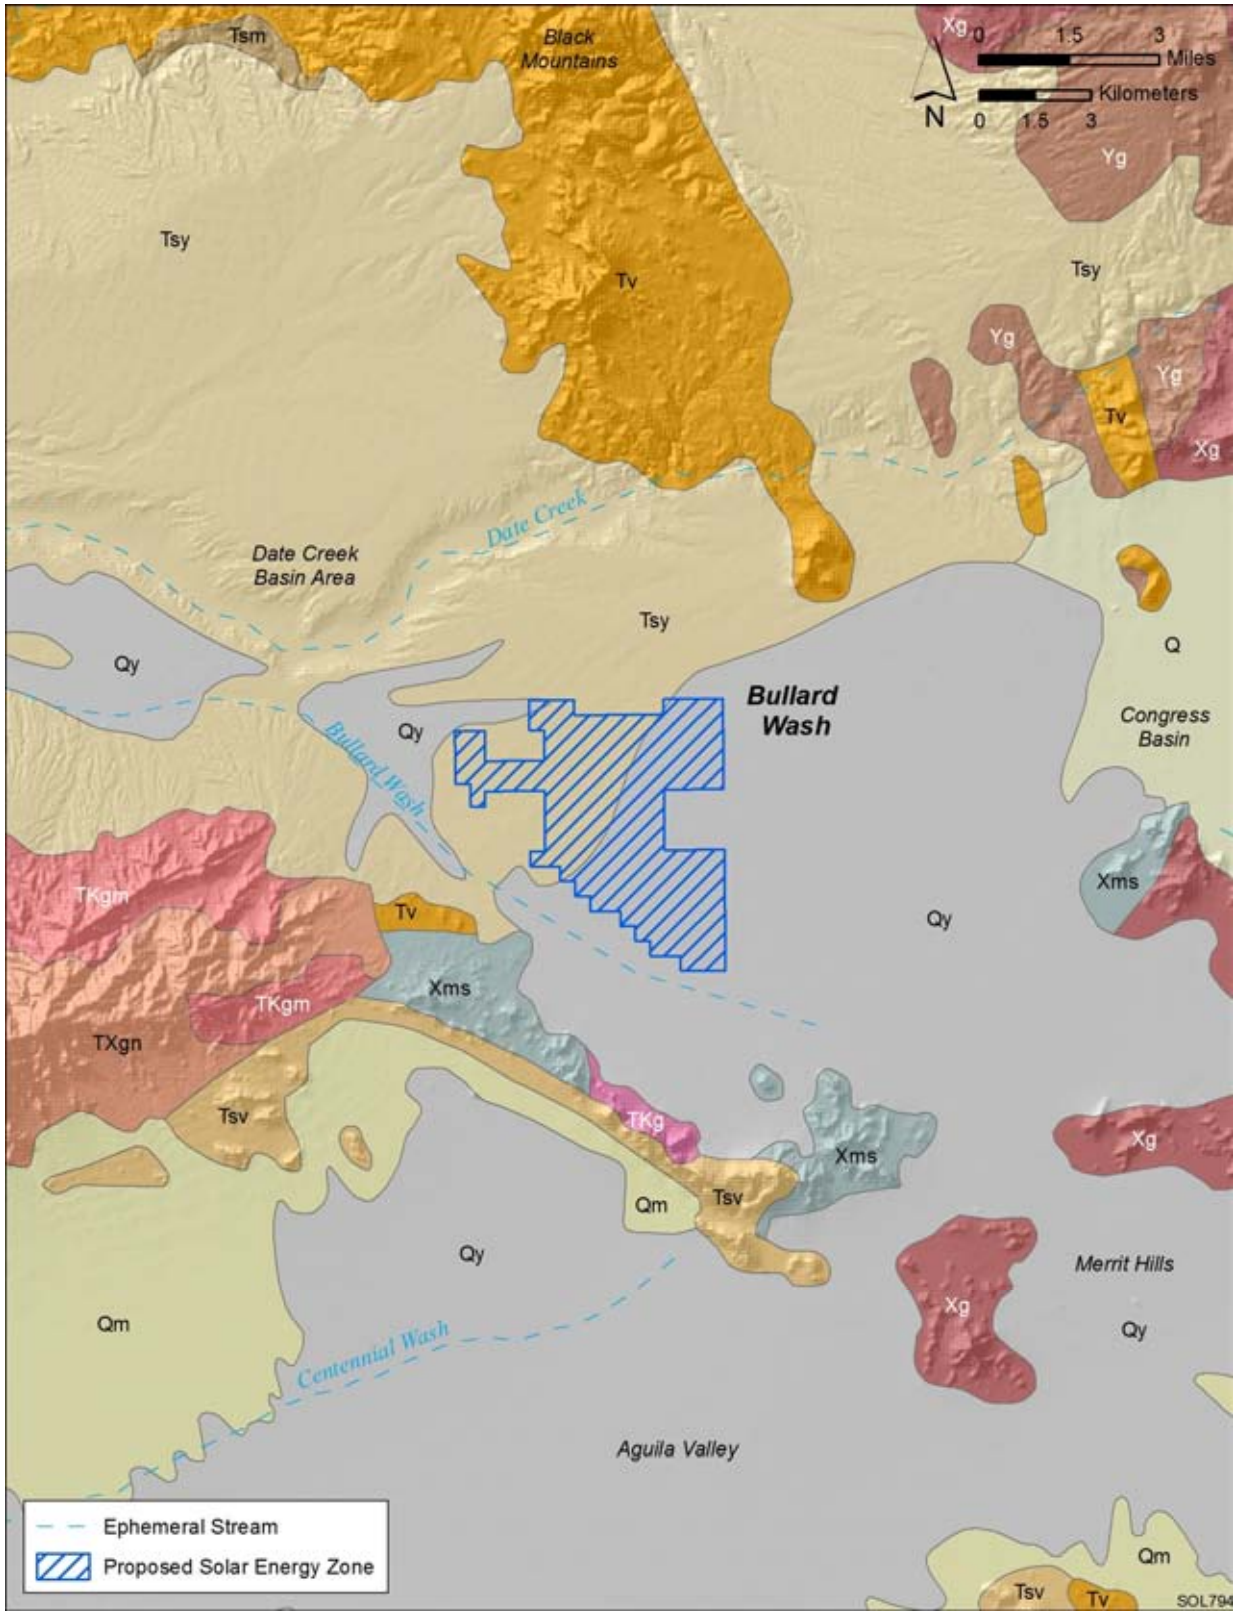 Tsm
Black
Mountains
Xg
0 1.5 3
Miles
Kilometers
0 1.5 3
N
Yg
Tsy
Tsy
Tv
Yg
Yg
Tv
Xg
Date Creek
Date Creek
Basin Area
Tsy
Q
Qy
Bullard
Wash
Congress
Basin
Qy
Bullard Wash
TKgm
Xms
Tv
Qy
Xms
TKgm
TXgn
Tsv
TKg
Xg
Xms
Tsv
Qm
Qy
Merrit Hills
Xg
Qm
Qy
Centennial Wash
Aguila Valley
Ephemeral Stream
Proposed Solar Energy Zone
Qm
Tsv
Tv
SOL794